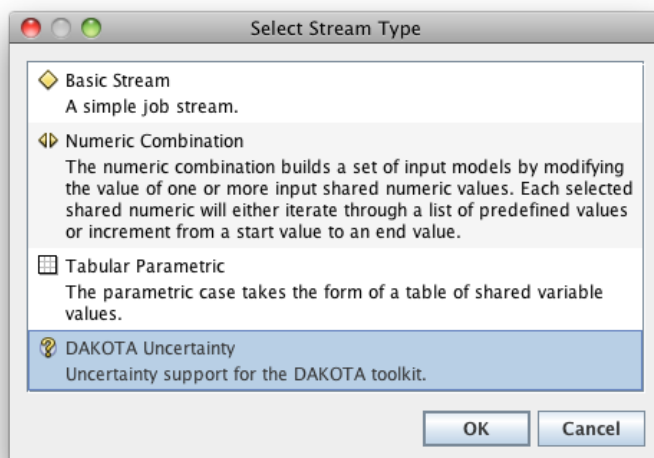 Select Stream Type
Basic Stream
A simple job stream.
Numeric Combination
The numeric combination builds a set of input models by modifying
the value of one or more input shared numeric values. Each selected
shared numeric will either iterate through a list of predefined values
or increment from a start value to an end value.
Tabular Parametric
The parametric case takes the form of a table of shared variable
values.
DAKOTA Uncertainty
Uncertainty support for the DAKOTA toolkit.
OK Cancel